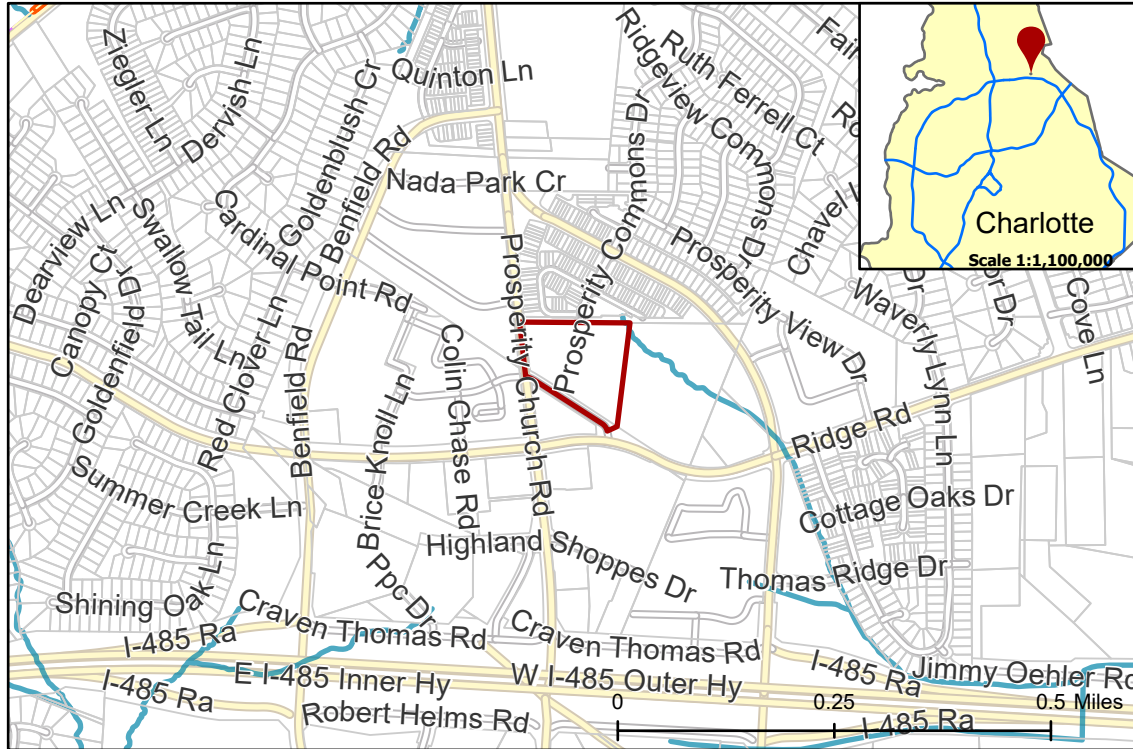 Ziegler Ln
Dervish Ln
Goldenblush Cr
Quinton Ln
Benfield Rd
Ridgeview Commons Dr
Ruth Ferrell Ct
Prosperity Commons Dr
Nada Park Cr
Cardinal Point Rd
Swallow Tail Ln
Dearview Ln
Canopy Ct
Goldenfield Dr
Red Clover Ln
Benfield Rd
Colin Chase Rd
Brice Knoll Ln
Prosperity Church Rd
Prosperity View Dr
Waverly Lynn Ln
Cove Ln
Ridge Rd
Cottage Oaks Dr
Summer Creek Ln
Highland Shoppes Dr
Thomas Ridge Dr
Shining Oak Ln
Ppc Dr
Craven Thomas Rd
Craven Thomas Rd
I-485 Ra
I-485 Ra
Jimmy Oehler Rd
E I-485 Inner Hy
W I-485 Outer Hy
I-485 Ra
Robert Helms Rd
I-485 Ra
0
0.25
0.5 Miles
Charlotte
Scale 1:1,100,000